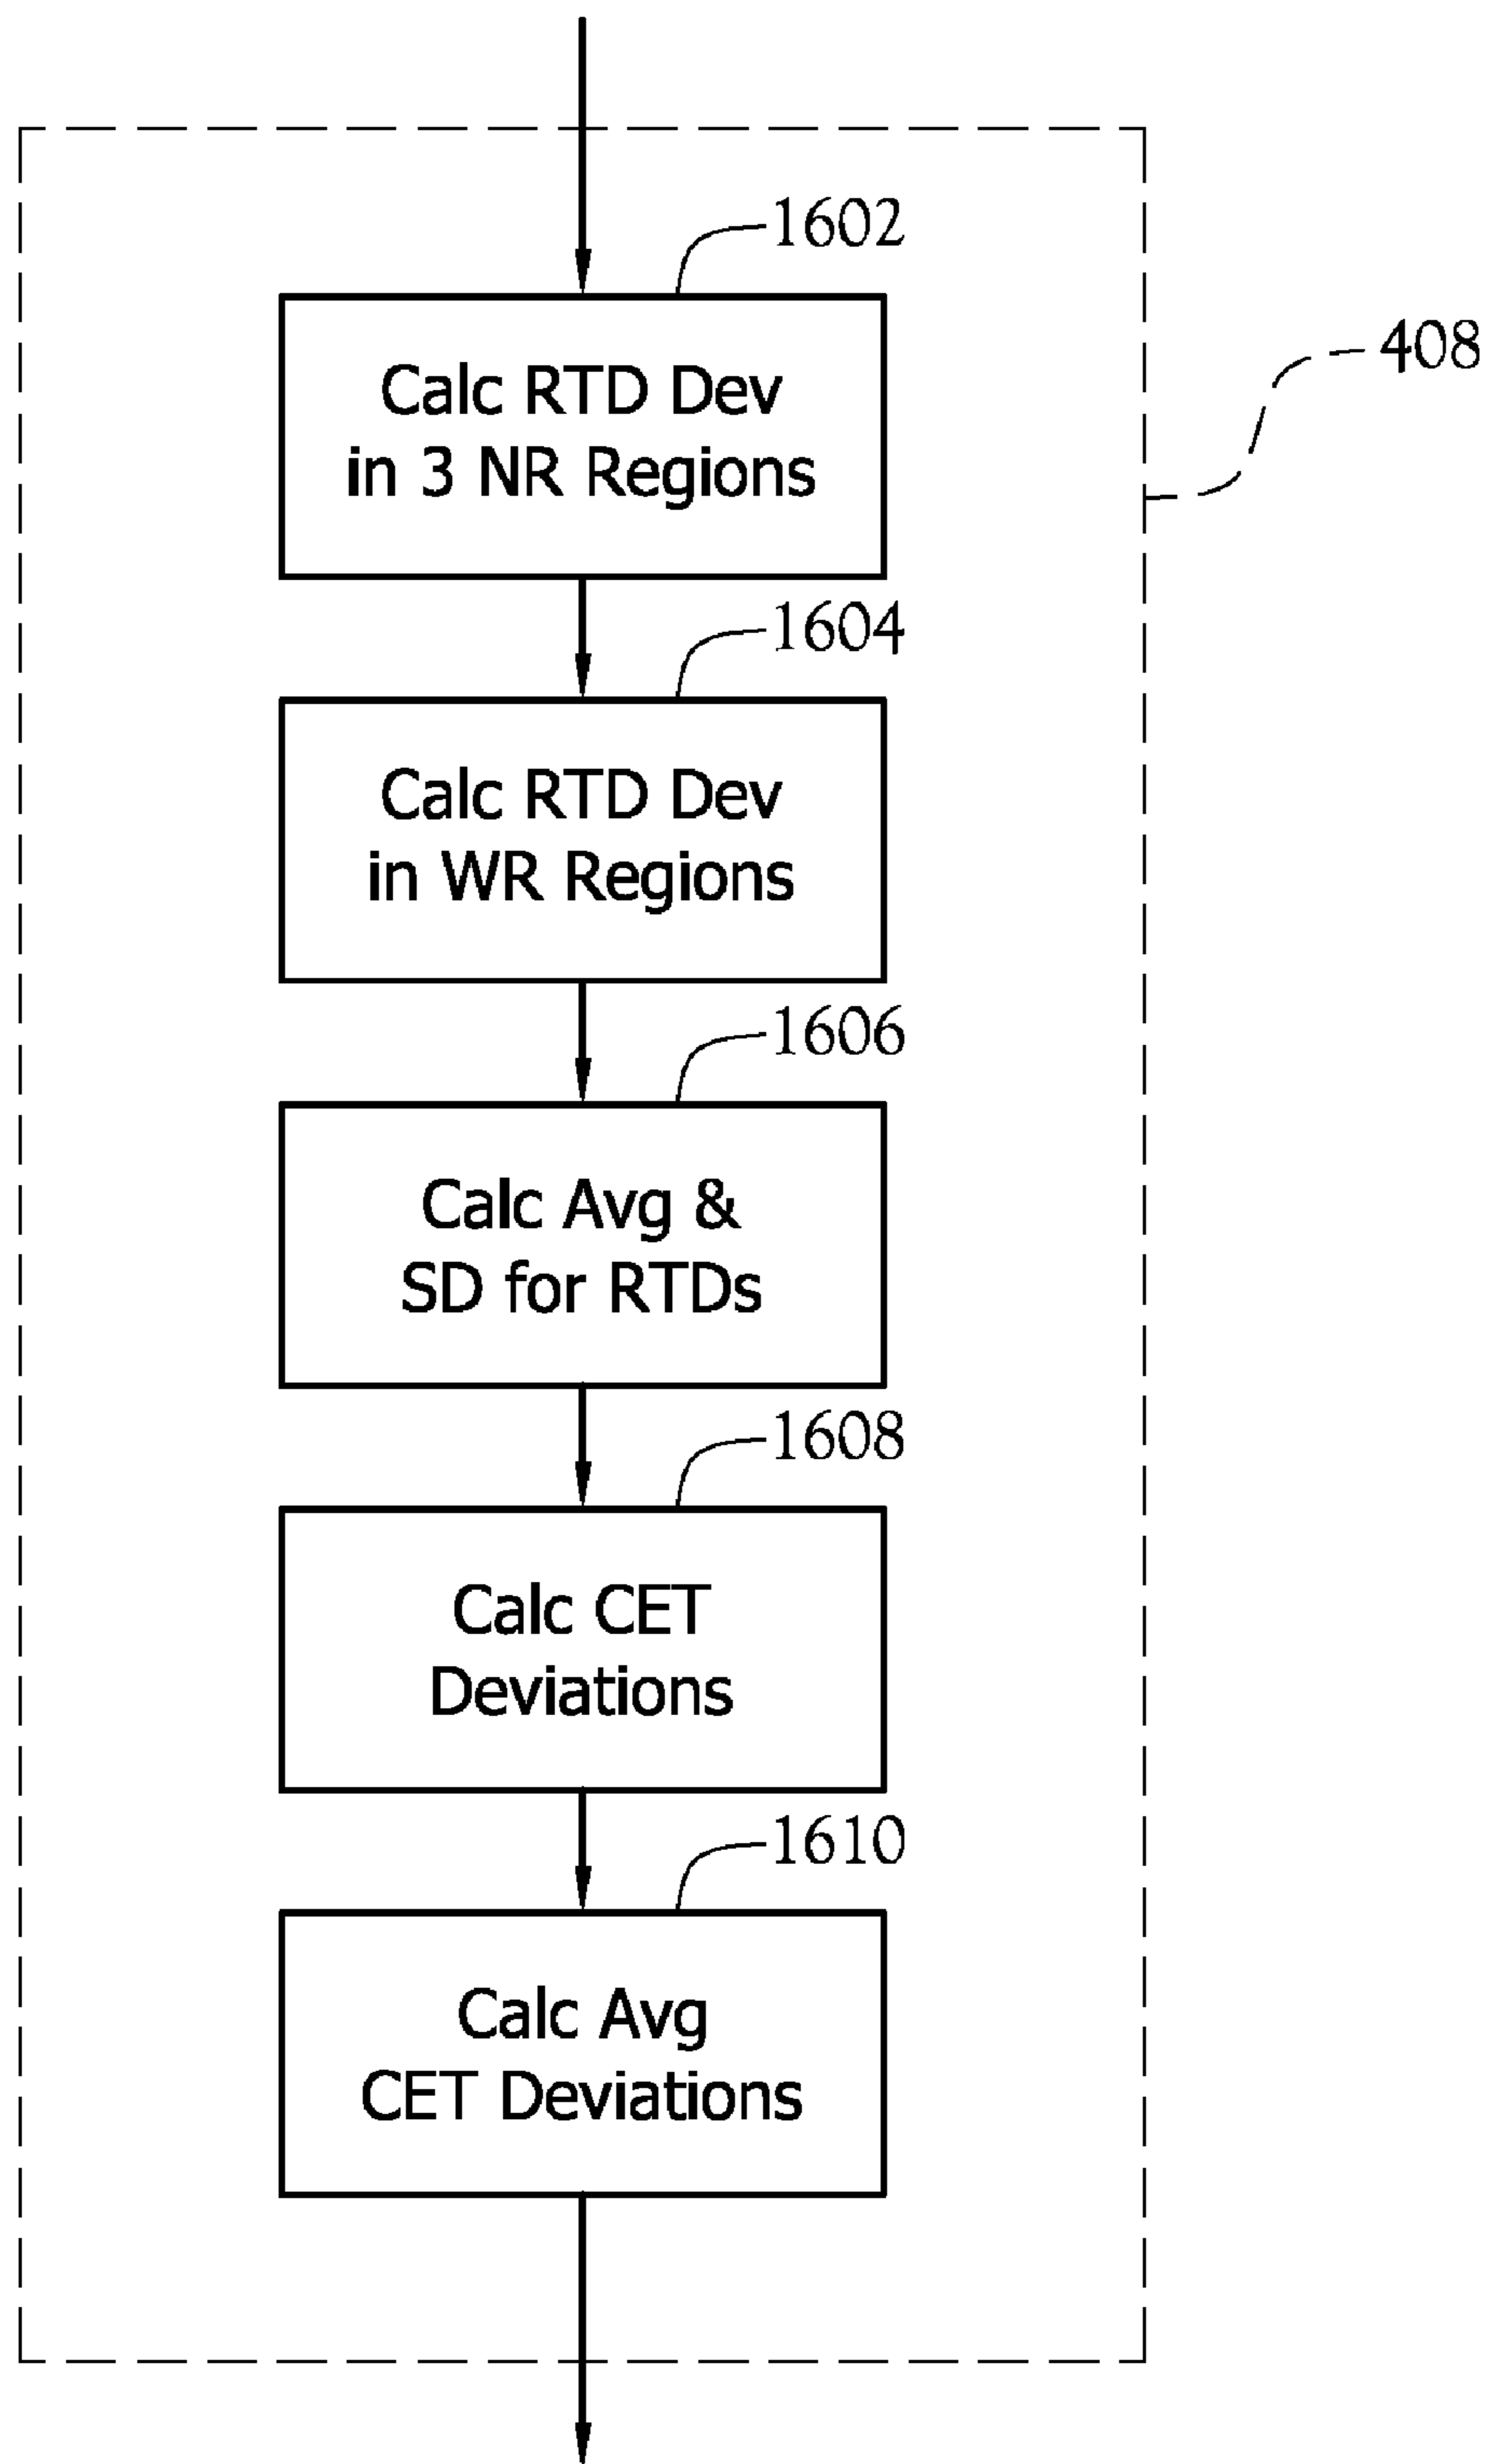 1602
Calc RTD Dev
in 3 NR Regions
408
1604
Calc RTD Dev
in WR Regions
1606
Calc Avg &
SD for RTDs
1608
Calc CET
Deviations
1610
Calc Avg
CET Deviations